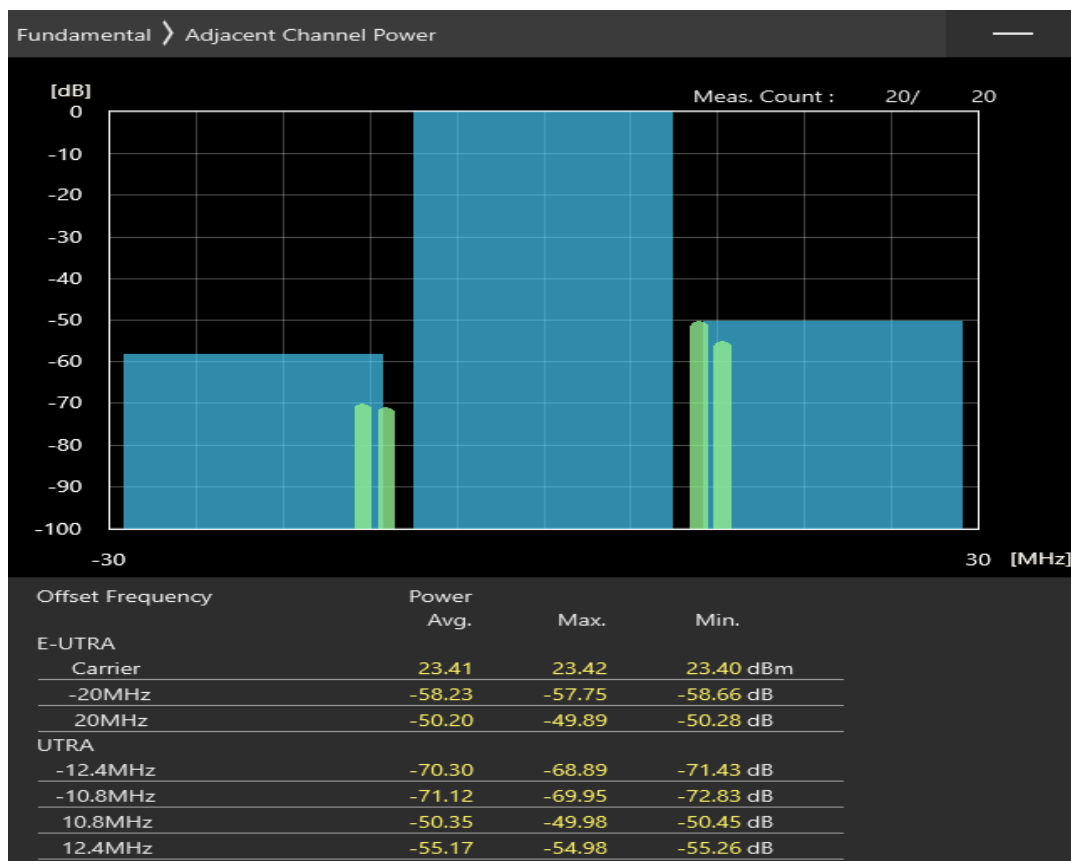 Fundamental ❯ Adjacent Channel Power
[dB]
Meas. Count : 20/ 20
0
-10
-20
-30
-40
-50
-60
-70
-80
-90
-100
-30 30 [MHz]
Offset Frequency Power
Avg. Max. Min.
E-UTRA
Carrier 23.41 23.42 23.40 dBm
-20MHz -58.23 -57.75 -58.66 dB
20MHz -50.20 -49.89 -50.28 dB
UTRA
-12.4MHz -70.30 -68.89 -71.43 dB
-10.8MHz -71.12 -69.95 -72.83 dB
10.8MHz -50.35 -49.98 -50.45 dB
12.4MHz -55.17 -54.98 -55.26 dB